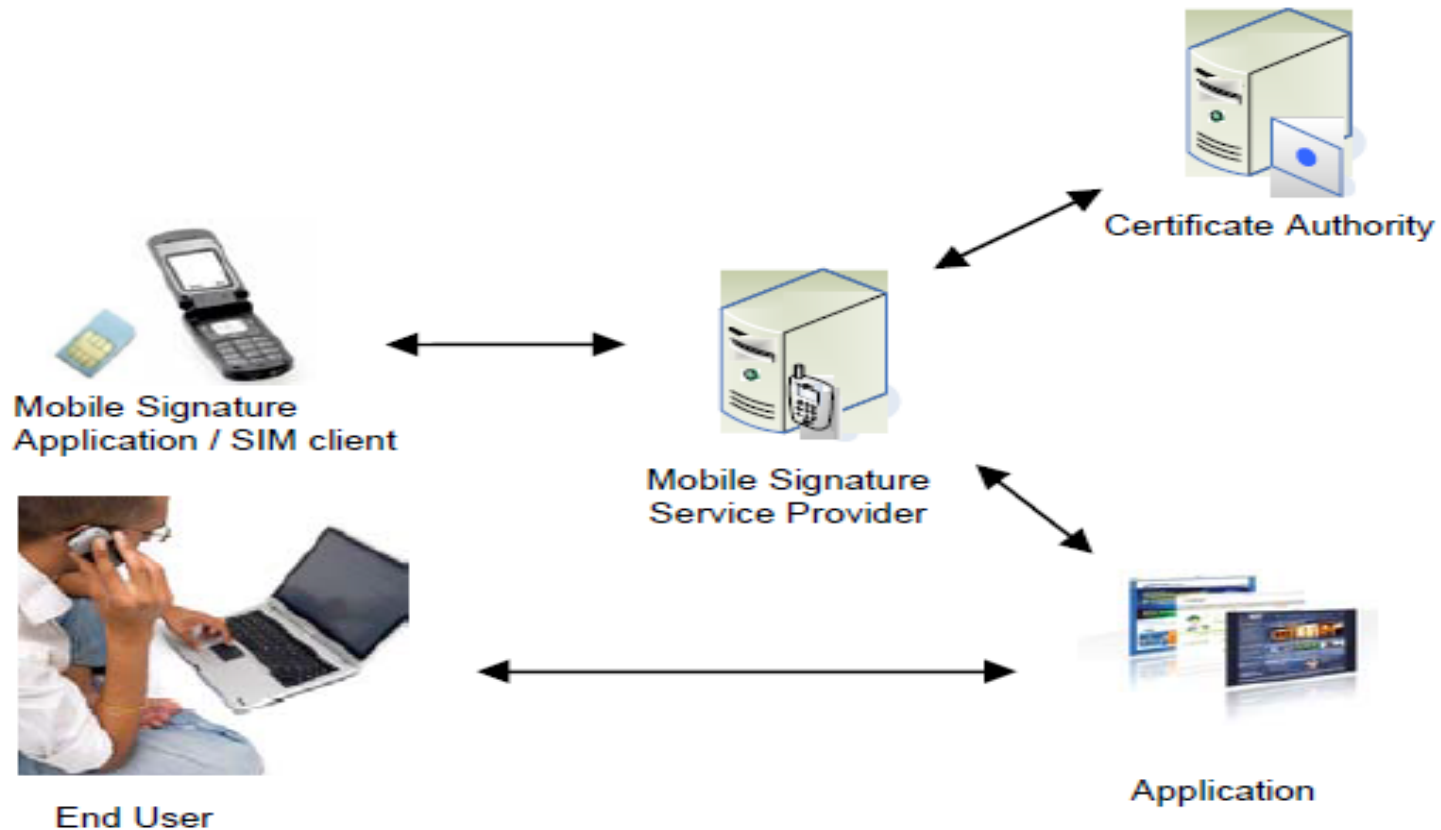 Certificate Authority
Mobile Signature
Application / SIM client
Mobile Signature
Service Provider
Application
End User